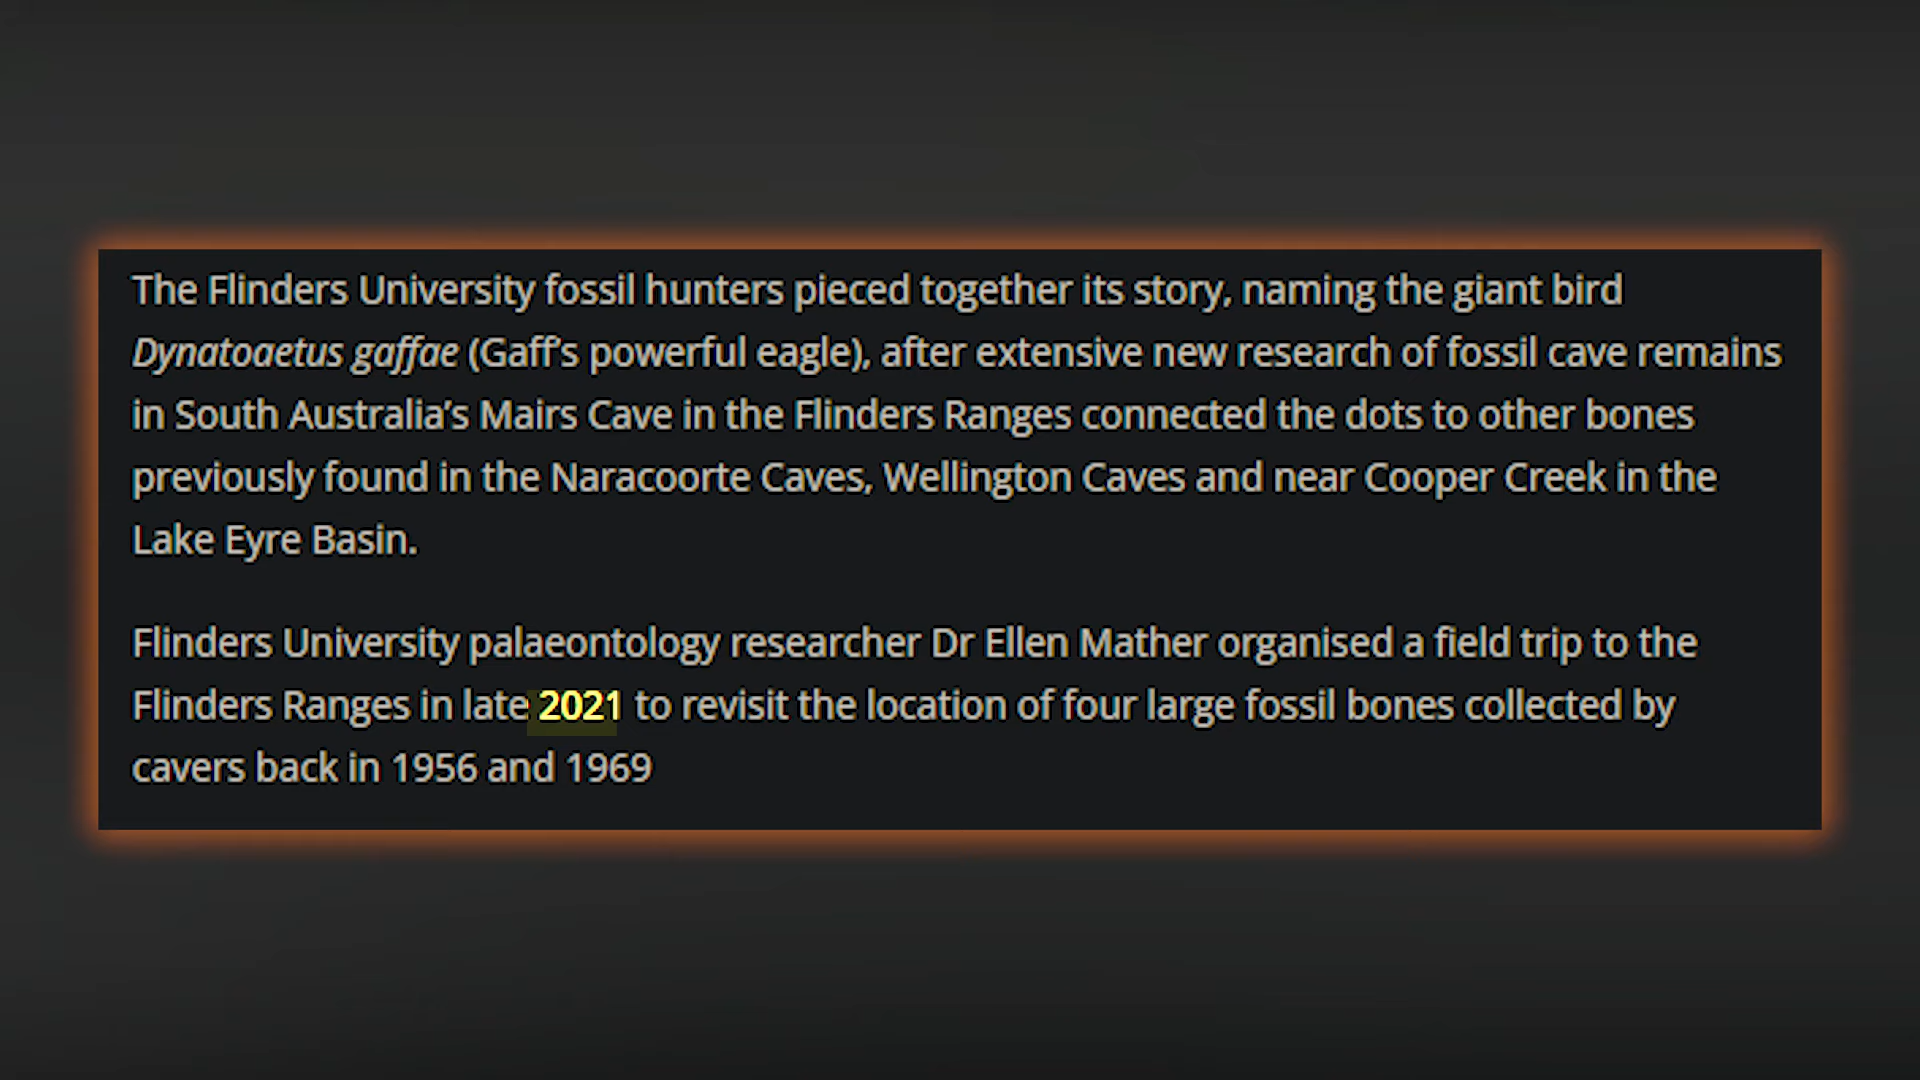 The Flinders University fossil hunters pieced together its story, naming the giant bird
Dynatoaetus gaffae (Gaff’s powerful eagle), after extensive new research of fossil cave remains
in South Australia’s Mairs Cave in the Flinders Ranges connected the dots to other bones
previously found in the Naracoorte Caves, Wellington Caves and near Cooper Creek in the
Lake Eyre Basin.
Flinders University palaeontology researcher Dr Ellen Mather organised a field trip to the
Flinders Ranges in late 2021 to revisit the location of four large fossil bones collected by
cavers back in 1956 and 1969